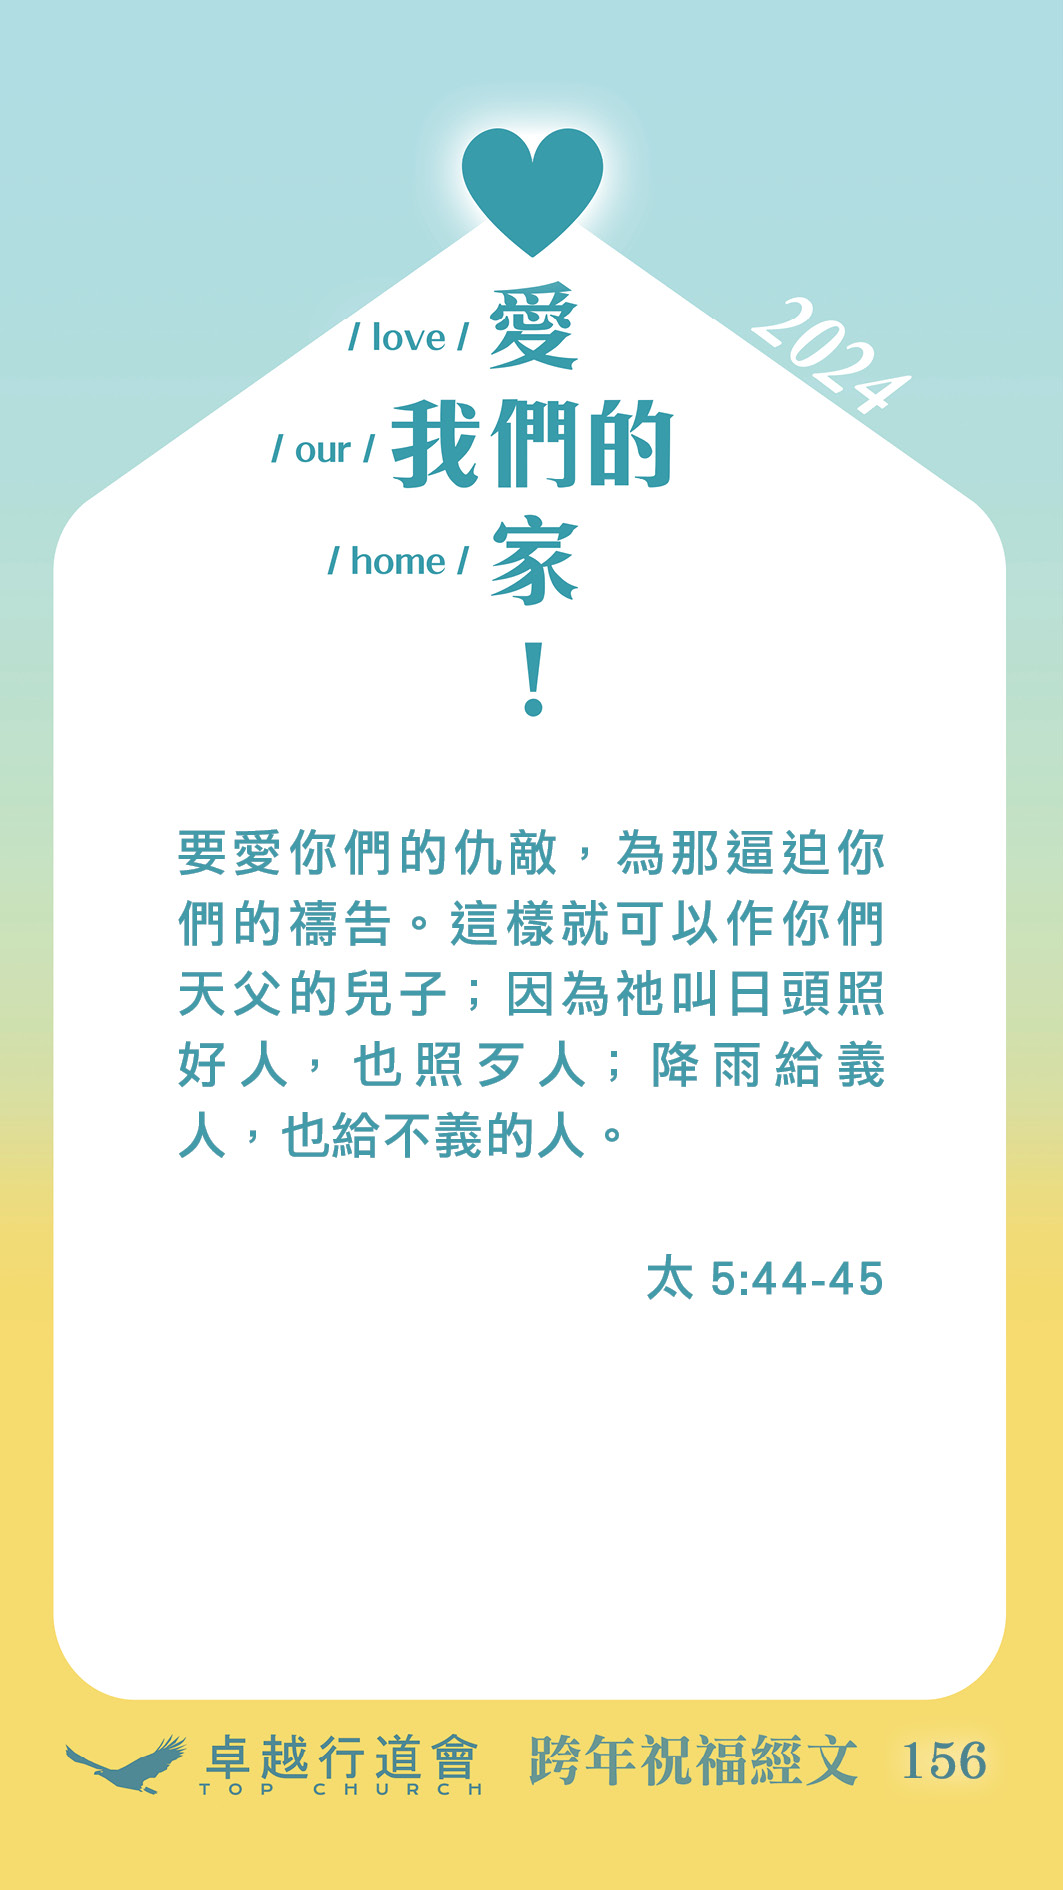 / love / 愛
2024
/ our / 我們的
/ home / 家
!
要愛你們的仇敵，為那逼迫你
們的禱告。這樣就可以作你們
天父的兒子；因為祂叫日頭照
好人，也照歹人；降雨給義
人，也給不義的人。
太 5:44-45
卓越行道會 跨年祝福經文 156
TOP CHURCH